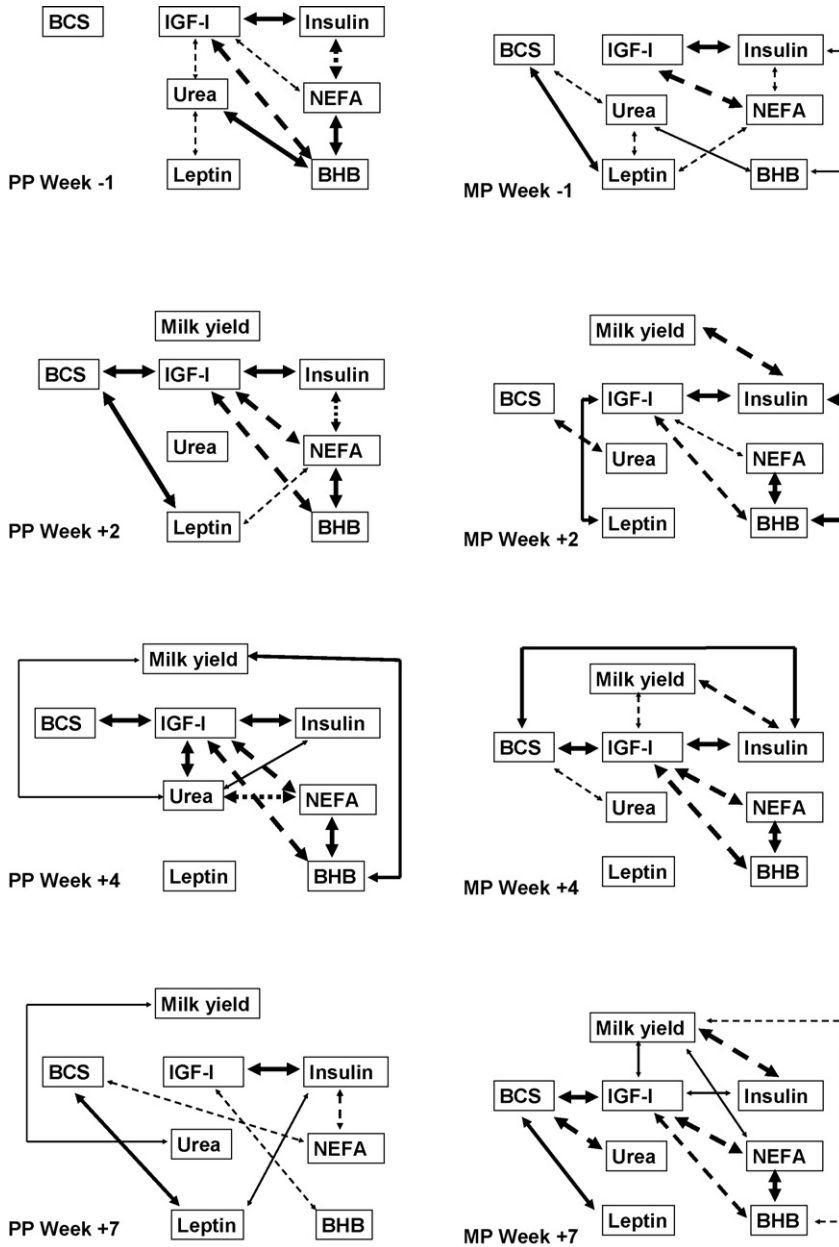 BCS IGF-I Insulin
Urea NEFA
Leptin BHB
PP Week -1
BCS IGF-I Insulin
Urea NEFA
Leptin BHB
MP Week -1
Milk yield
BCS IGF-I Insulin
Urea NEFA
Leptin BHB
PP Week +2
Milk yield
BCS IGF-I Insulin
Urea NEFA
Leptin BHB
MP Week +2
Milk yield
BCS IGF-I Insulin
Urea NEFA
Leptin BHB
PP Week +4
Milk yield
BCS IGF-I Insulin
Urea NEFA
Leptin BHB
MP Week +4
Milk yield
BCS IGF-I Insulin
Urea NEFA
Leptin BHB
PP Week +7
Milk yield
BCS IGF-I Insulin
Urea NEFA
Leptin BHB
MP Week +7